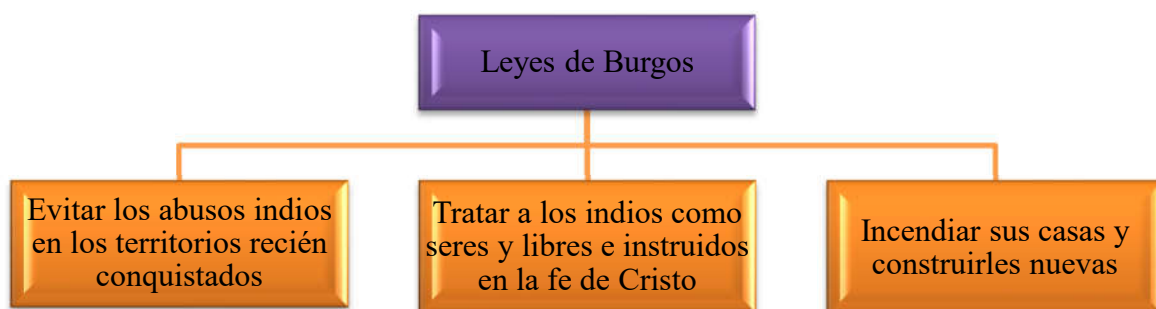 Leyes de Burgos
Evitar los abusos indios
en los territorios recién
conquistados
Tratar a los indios como
seres y libres e instruidos
en la fe de Cristo
Incendiar sus casas y
construirles nuevas